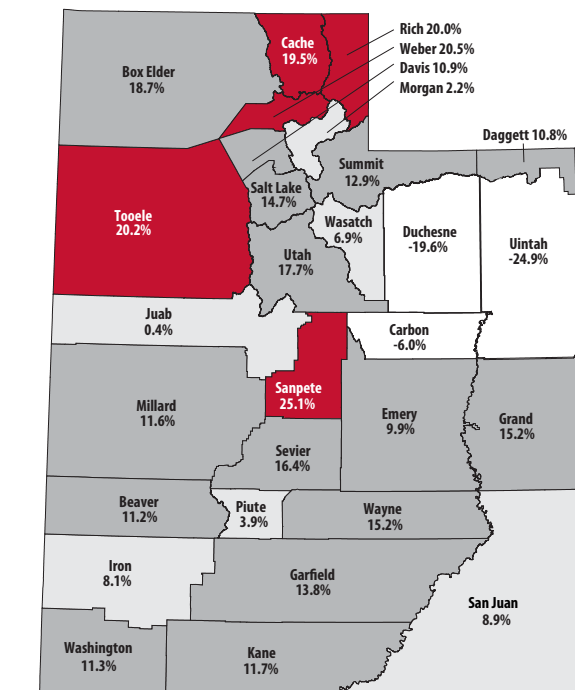 Rich 20.0%
Weber 20.5%
Davis 10.9%
Morgan 2.2%
Cache
19.5%
Box Elder
18.7%
Daggett 10.8%
Summit
12.9%
Salt Lake
14.7%
Tooele
20.2%
Wasatch
6.9%
Duchesne
-19.6%
Uintah
-24.9%
Utah
17.7%
Juab
0.4%
Carbon
-6.0%
Sanpete
25.1%
Millard
11.6%
Emery
9.9%
Grand
15.2%
Sevier
16.4%
Beaver
11.2%
Piute
3.9%
Wayne
15.2%
Iron
8.1%
Garfield
13.8%
San Juan
8.9%
Washington
11.3%
Kane
11.7%